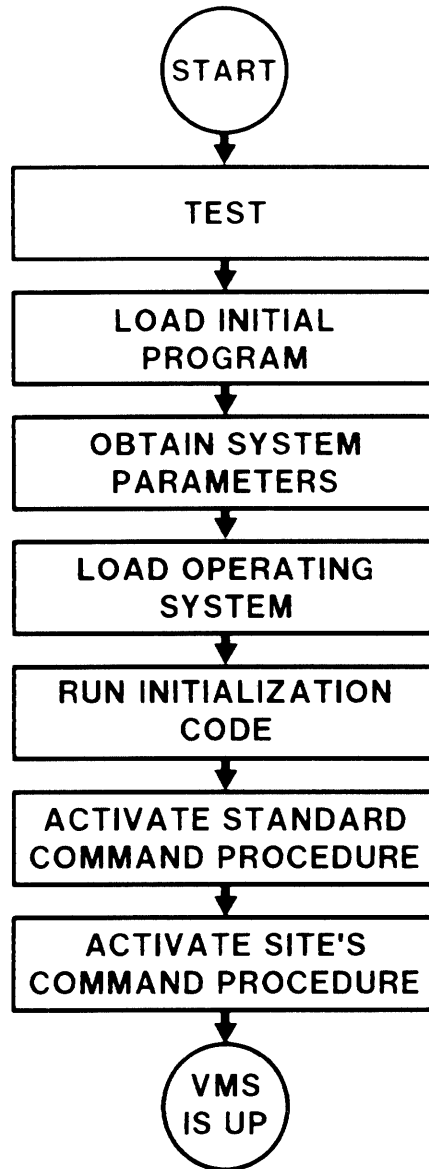 START
TEST
LOAD INITIAL
PROGRAM
OBTAIN SYSTEM
PARAMETERS
LOAD OPERATING
SYSTEM
RUN INITIALIZATION
CODE
ACTIVATE STANDARD
COMMAND PROCEDURE
ACTIVATE SITE'S
COMMAND PROCEDURE
VMS
IS UP